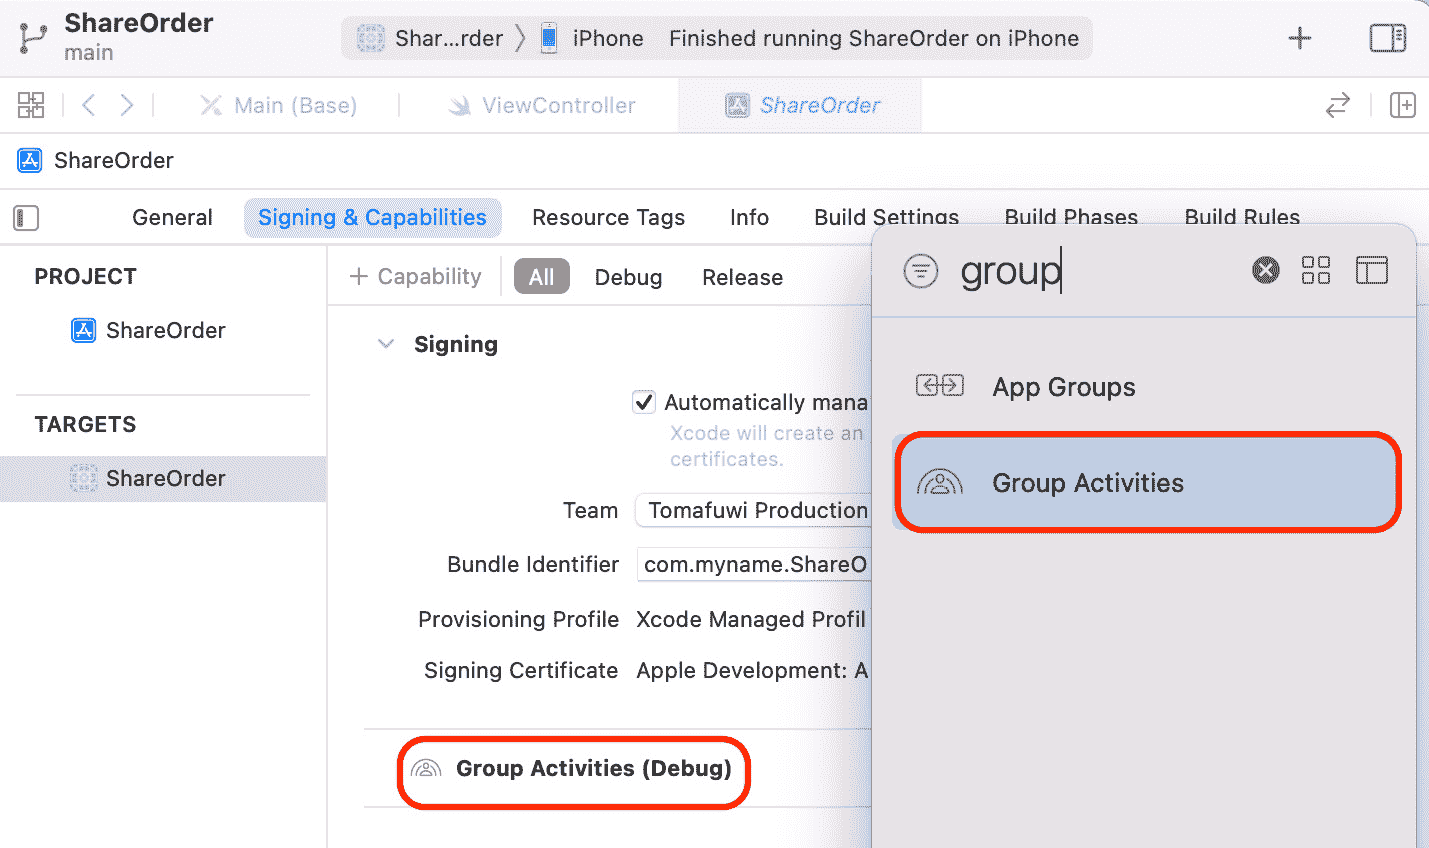 ShareOrder
main
Shar...rder iPhone Finished running ShareOrder on iPhone
Main (Base) ViewController ShareOrder
ShareOrder
General Signing & Capabilities Resource Tags Info Build Settings Build Phases Build Rules
PROJECT
ShareOrder
TARGETS
ShareOrder
Capability All Debug Release
Signing
Automatically mana
Xcode will create an
certificates.
Team Tomafuwi Production
Bundle Identifier com.myname.ShareO
Provisioning Profile Xcode Managed Profil
Signing Certificate Apple Development: A
Group Activities (Debug)
group
App Groups
Group Activities